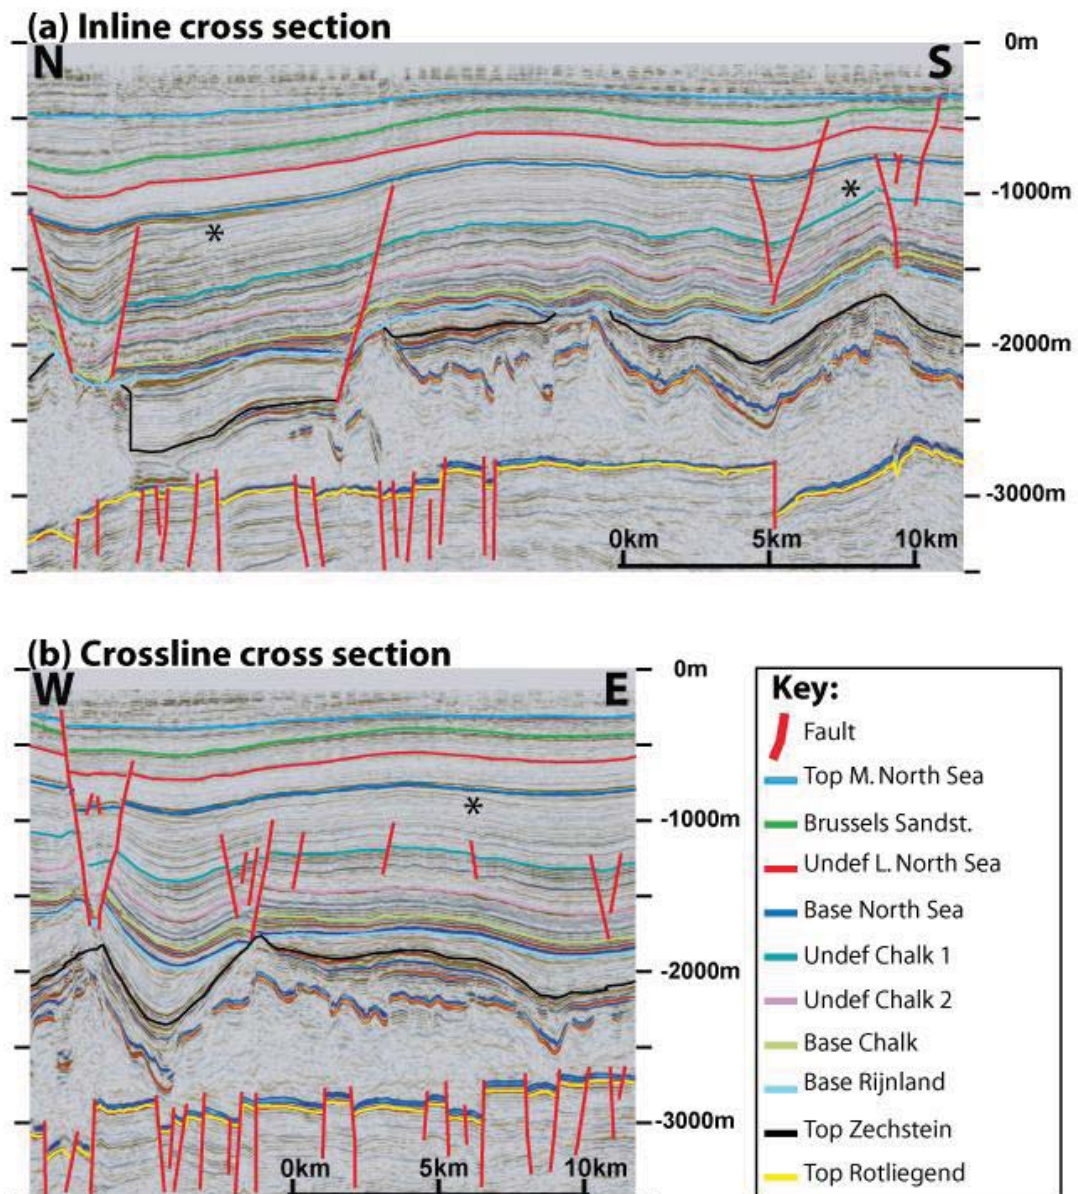 (a) Inline cross section
N
S
0m
-1000m
-2000m
-3000m
*
*
0km 5km 10km
(b) Crossline cross section
W
E
0m
-1000m
-2000m
-3000m
*
0km 5km 10km
Key:
Fault
Top M. North Sea
Brussels Sandst.
Undef L. North Sea
Base North Sea
Undef Chalk 1
Undef Chalk 2
Base Chalk
Base Rijnland
Top Zechstein
Top Rotliegend